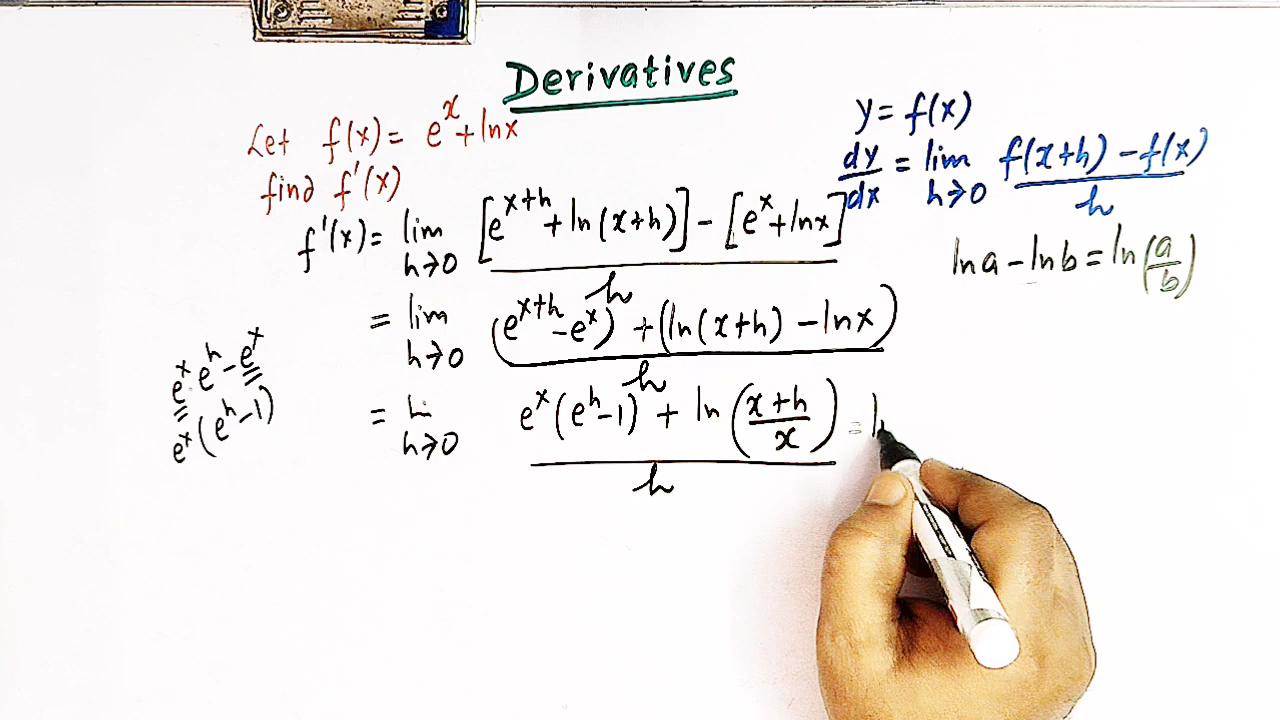 Derivatives
Let f(x) = e^x + ln x
find f'(x)
y = f(x)
dy/dx = lim h→0 f(x+h) - f(x) / h
f'(x) = lim h→0 [e^(x+h) + ln(x+h)] - [e^x + ln x] / h
ln a - ln b = ln(a/b)
= lim h→0 (e^(x+h) - e^x) + (ln(x+h) - ln x) / h
e^x e^h - e^x
e^x (e^h - 1)
= li h→0 e^x (e^h - 1) + ln(x+h / x) / h =